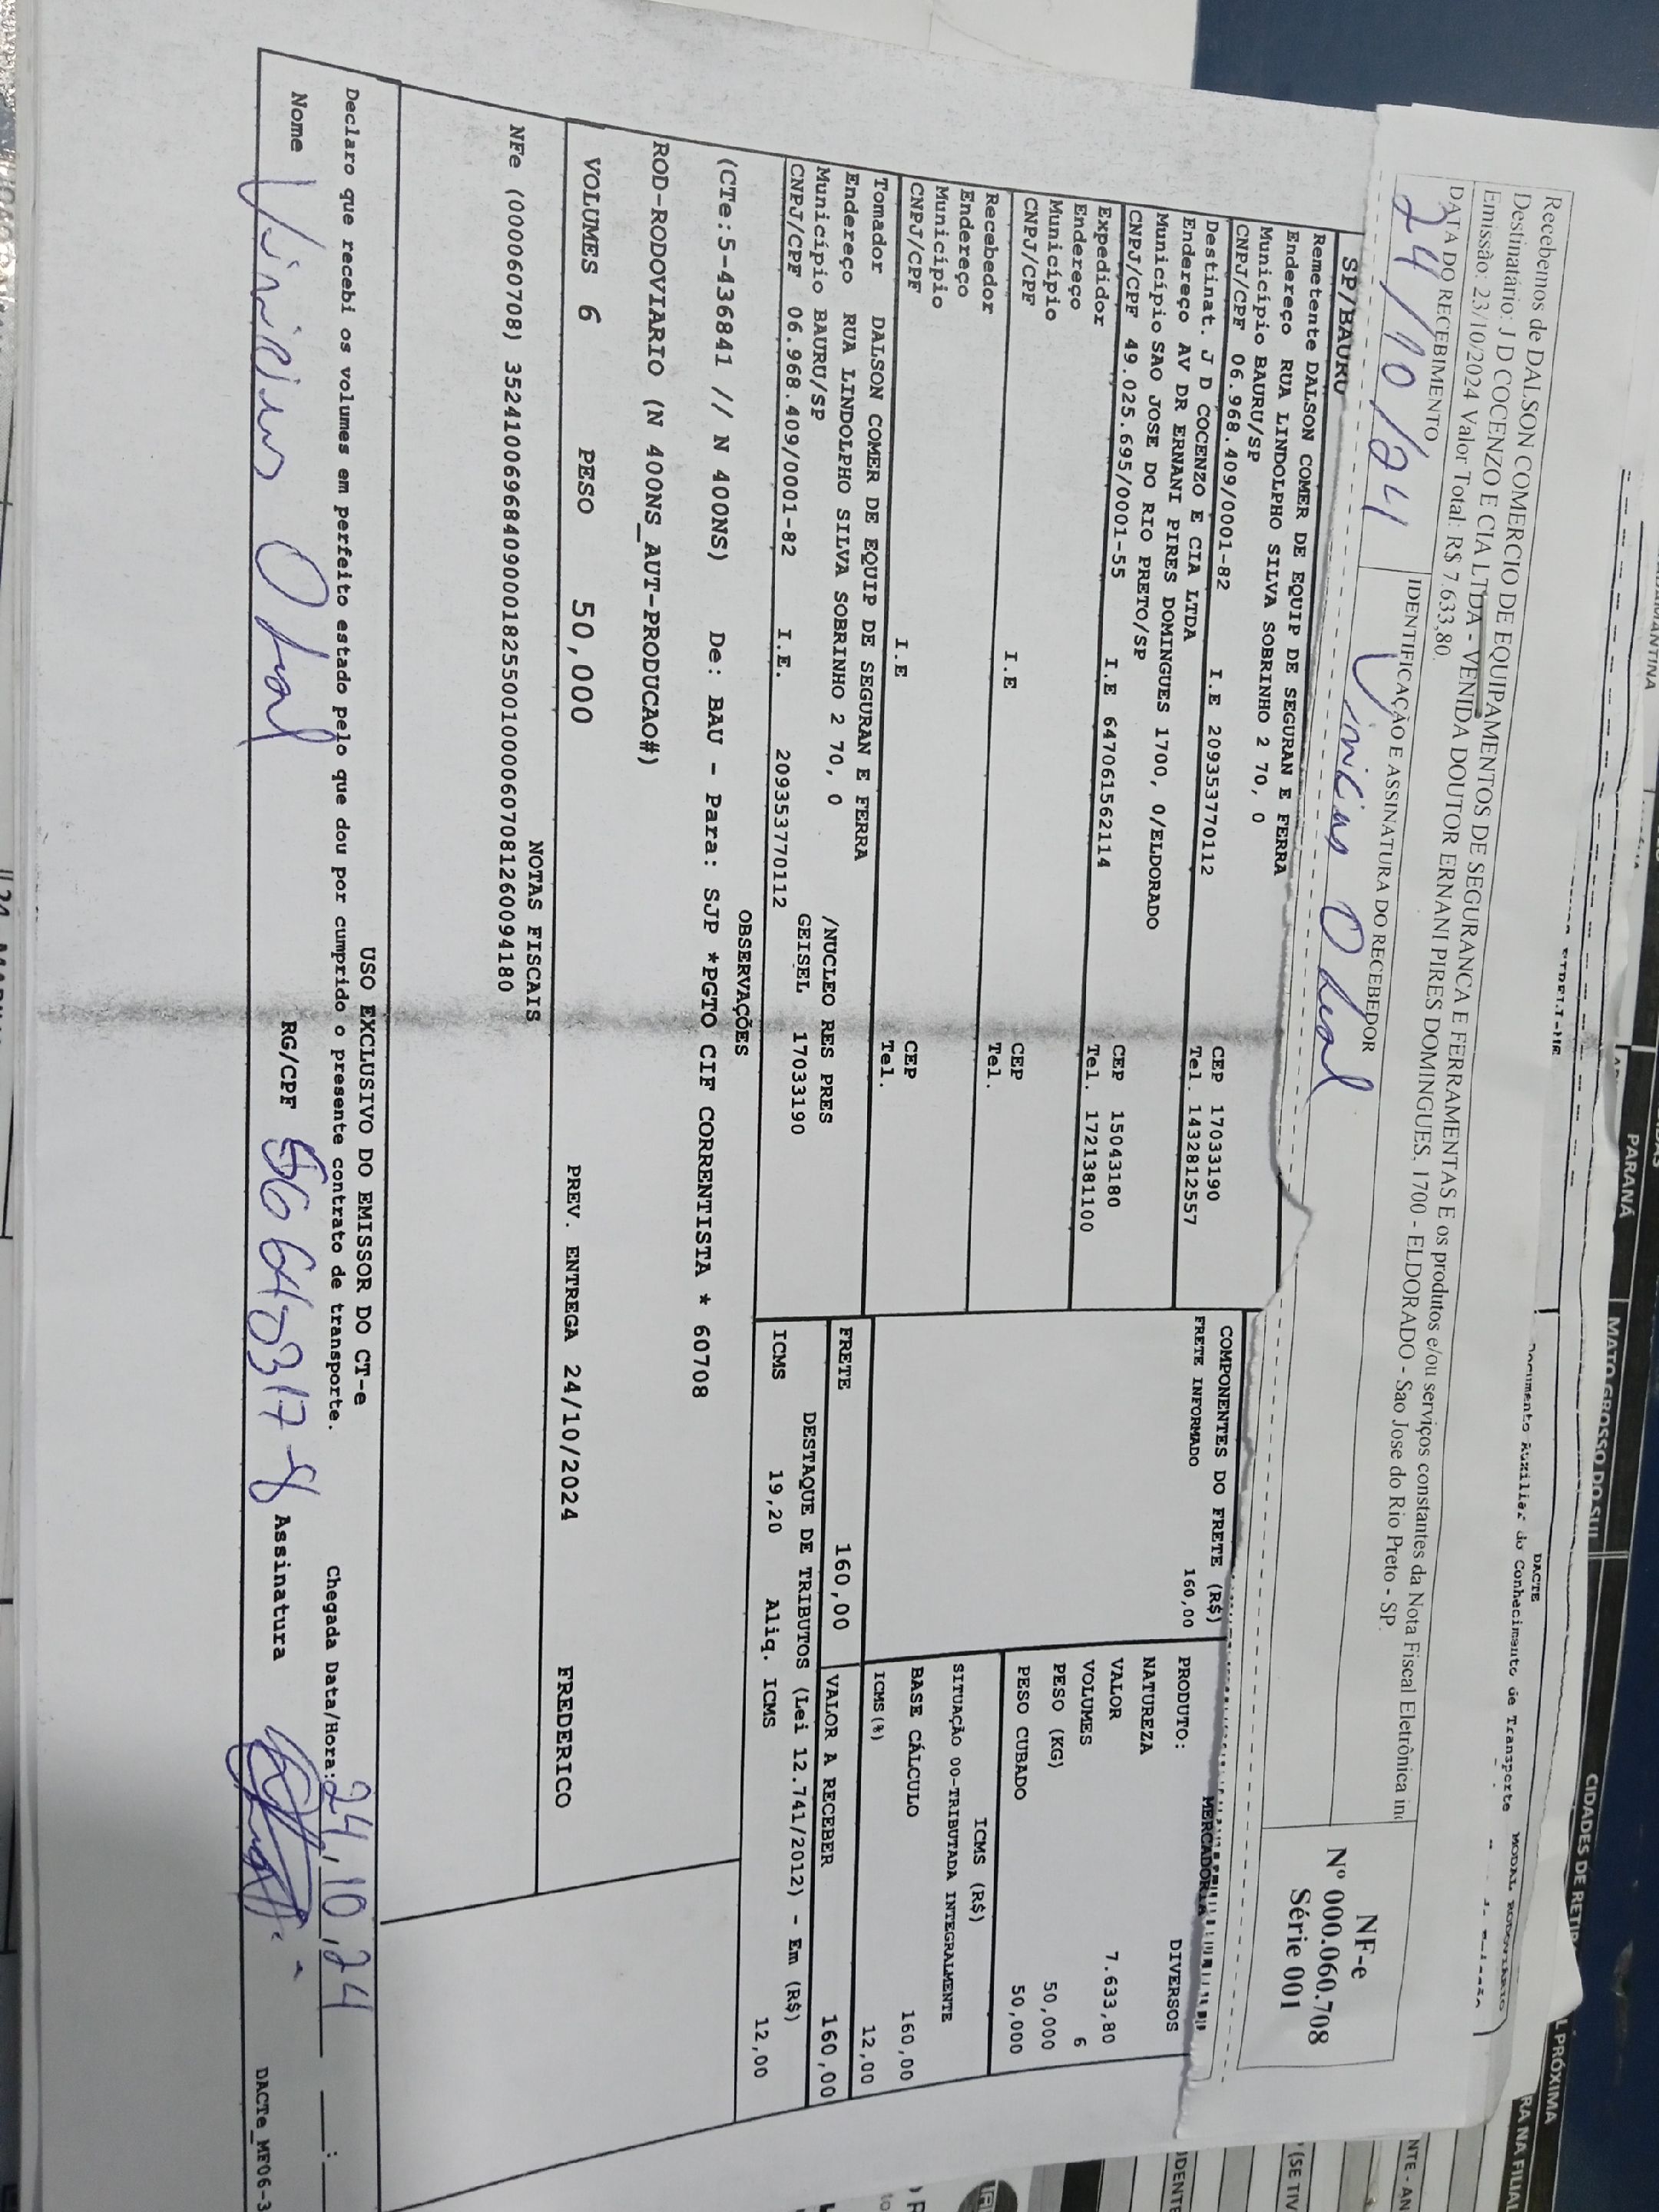 Recebemos de DALSON COMERCIO DE EQUIPAMENTOS DE SEGURANCA E FERRAMENTAS E os produtos e/ou serviços constantes da Nota Fiscal Eletrônica
Destinatário: J D COCENZO E CIA LTDA - VENDA DOUTOR ERNANI PIRES DOMINGUES, 1700 - ELDORADO - Sao Jose do Rio Preto - SP
Emissão: 23/10/2024 Valor Total: R$ 7.633,80
DATA DO RECEBIMENTO
24/10/24
IDENTIFICAÇÃO E ASSINATURA DO RECEBEDOR
Vinicius
NF-e
Nº 000.060.708
Série 001
DACTE
Documento Auxiliar do Conhecimento de Transporte
MODAL RODOVIÁRIO
SP/BAURU
Remetente DALSON COMER DE EQUIP DE SEGURAN E FERRA
Endereço RUA LINDOLPHO SILVA SOBRINHO 2 70, 0
Município BAURU/SP CEP 17033190
CNPJ/CPF 06.968.409/0001-82 I.E 209353770112 Tel. 1432812557
Destinat. J D COCENZO E CIA LTDA
Endereço AV DR ERNANI PIRES DOMINGUES 1700, 0/ELDORADO
Município SAO JOSE DO RIO PRETO/SP CEP 15043180
CNPJ/CPF 49.025.695/0001-55 I.E 647061562114 Tel. 1721381100
Expedidor
Endereço
Município CEP
CNPJ/CPF I.E Tel.
Recebedor
Endereço
Município CEP
CNPJ/CPF I.E Tel.
Tomador DALSON COMER DE EQUIP DE SEGURAN E FERRA
Endereço RUA LINDOLPHO SILVA SOBRINHO 2 70, 0 /NUCLEO RES PRES
Município BAURU/SP GEISEL 17033190
CNPJ/CPF 06.968.409/0001-82 I.E. 209353770112
COMPONENTES DO FRETE (R$)
FRETE INFORMADO 160,00
MERCADORIA
PRODUTO: DIVERSOS
NATUREZA
VALOR 7.633,80
VOLUMES 6
PESO (KG) 50,000
PESO CUBADO 50,000
ICMS (R$)
SITUAÇÃO 00-TRIBUTADA INTEGRALMENTE
BASE CÁLCULO 160,00
ICMS(%) 12,00
FRETE 160,00 VALOR A RECEBER 160,00
DESTAQUE DE TRIBUTOS (Lei 12.741/2012) - Em (R$)
ICMS 19,20 Aliq. ICMS 12,00
OBSERVAÇÕES
(CTe:5-436841 // N 400NS) De: BAU - Para: SJP *PGTO CIF CORRENTISTA * 60708
ROD-RODOVIARIO (N 400NS_AUT-PRODUCAO#)
VOLUMES 6 PESO 50,000 PREV. ENTREGA 24/10/2024 FREDERICO
NOTAS FISCAIS
NFe (000060708) 35241006968409000182550010000607081260094180
USO EXCLUSIVO DO EMISSOR DO CT-e
Declaro que recebi os volumes em perfeito estado pelo que dou por cumprido o presente contrato de transporte. Chegada Data/Hora: 24,10,24
Nome Vinicius RG/CPF 56 640317-8 Assinatura
DACTe_MF06-3
PARANÁ
MATO GROSSO DO SUL